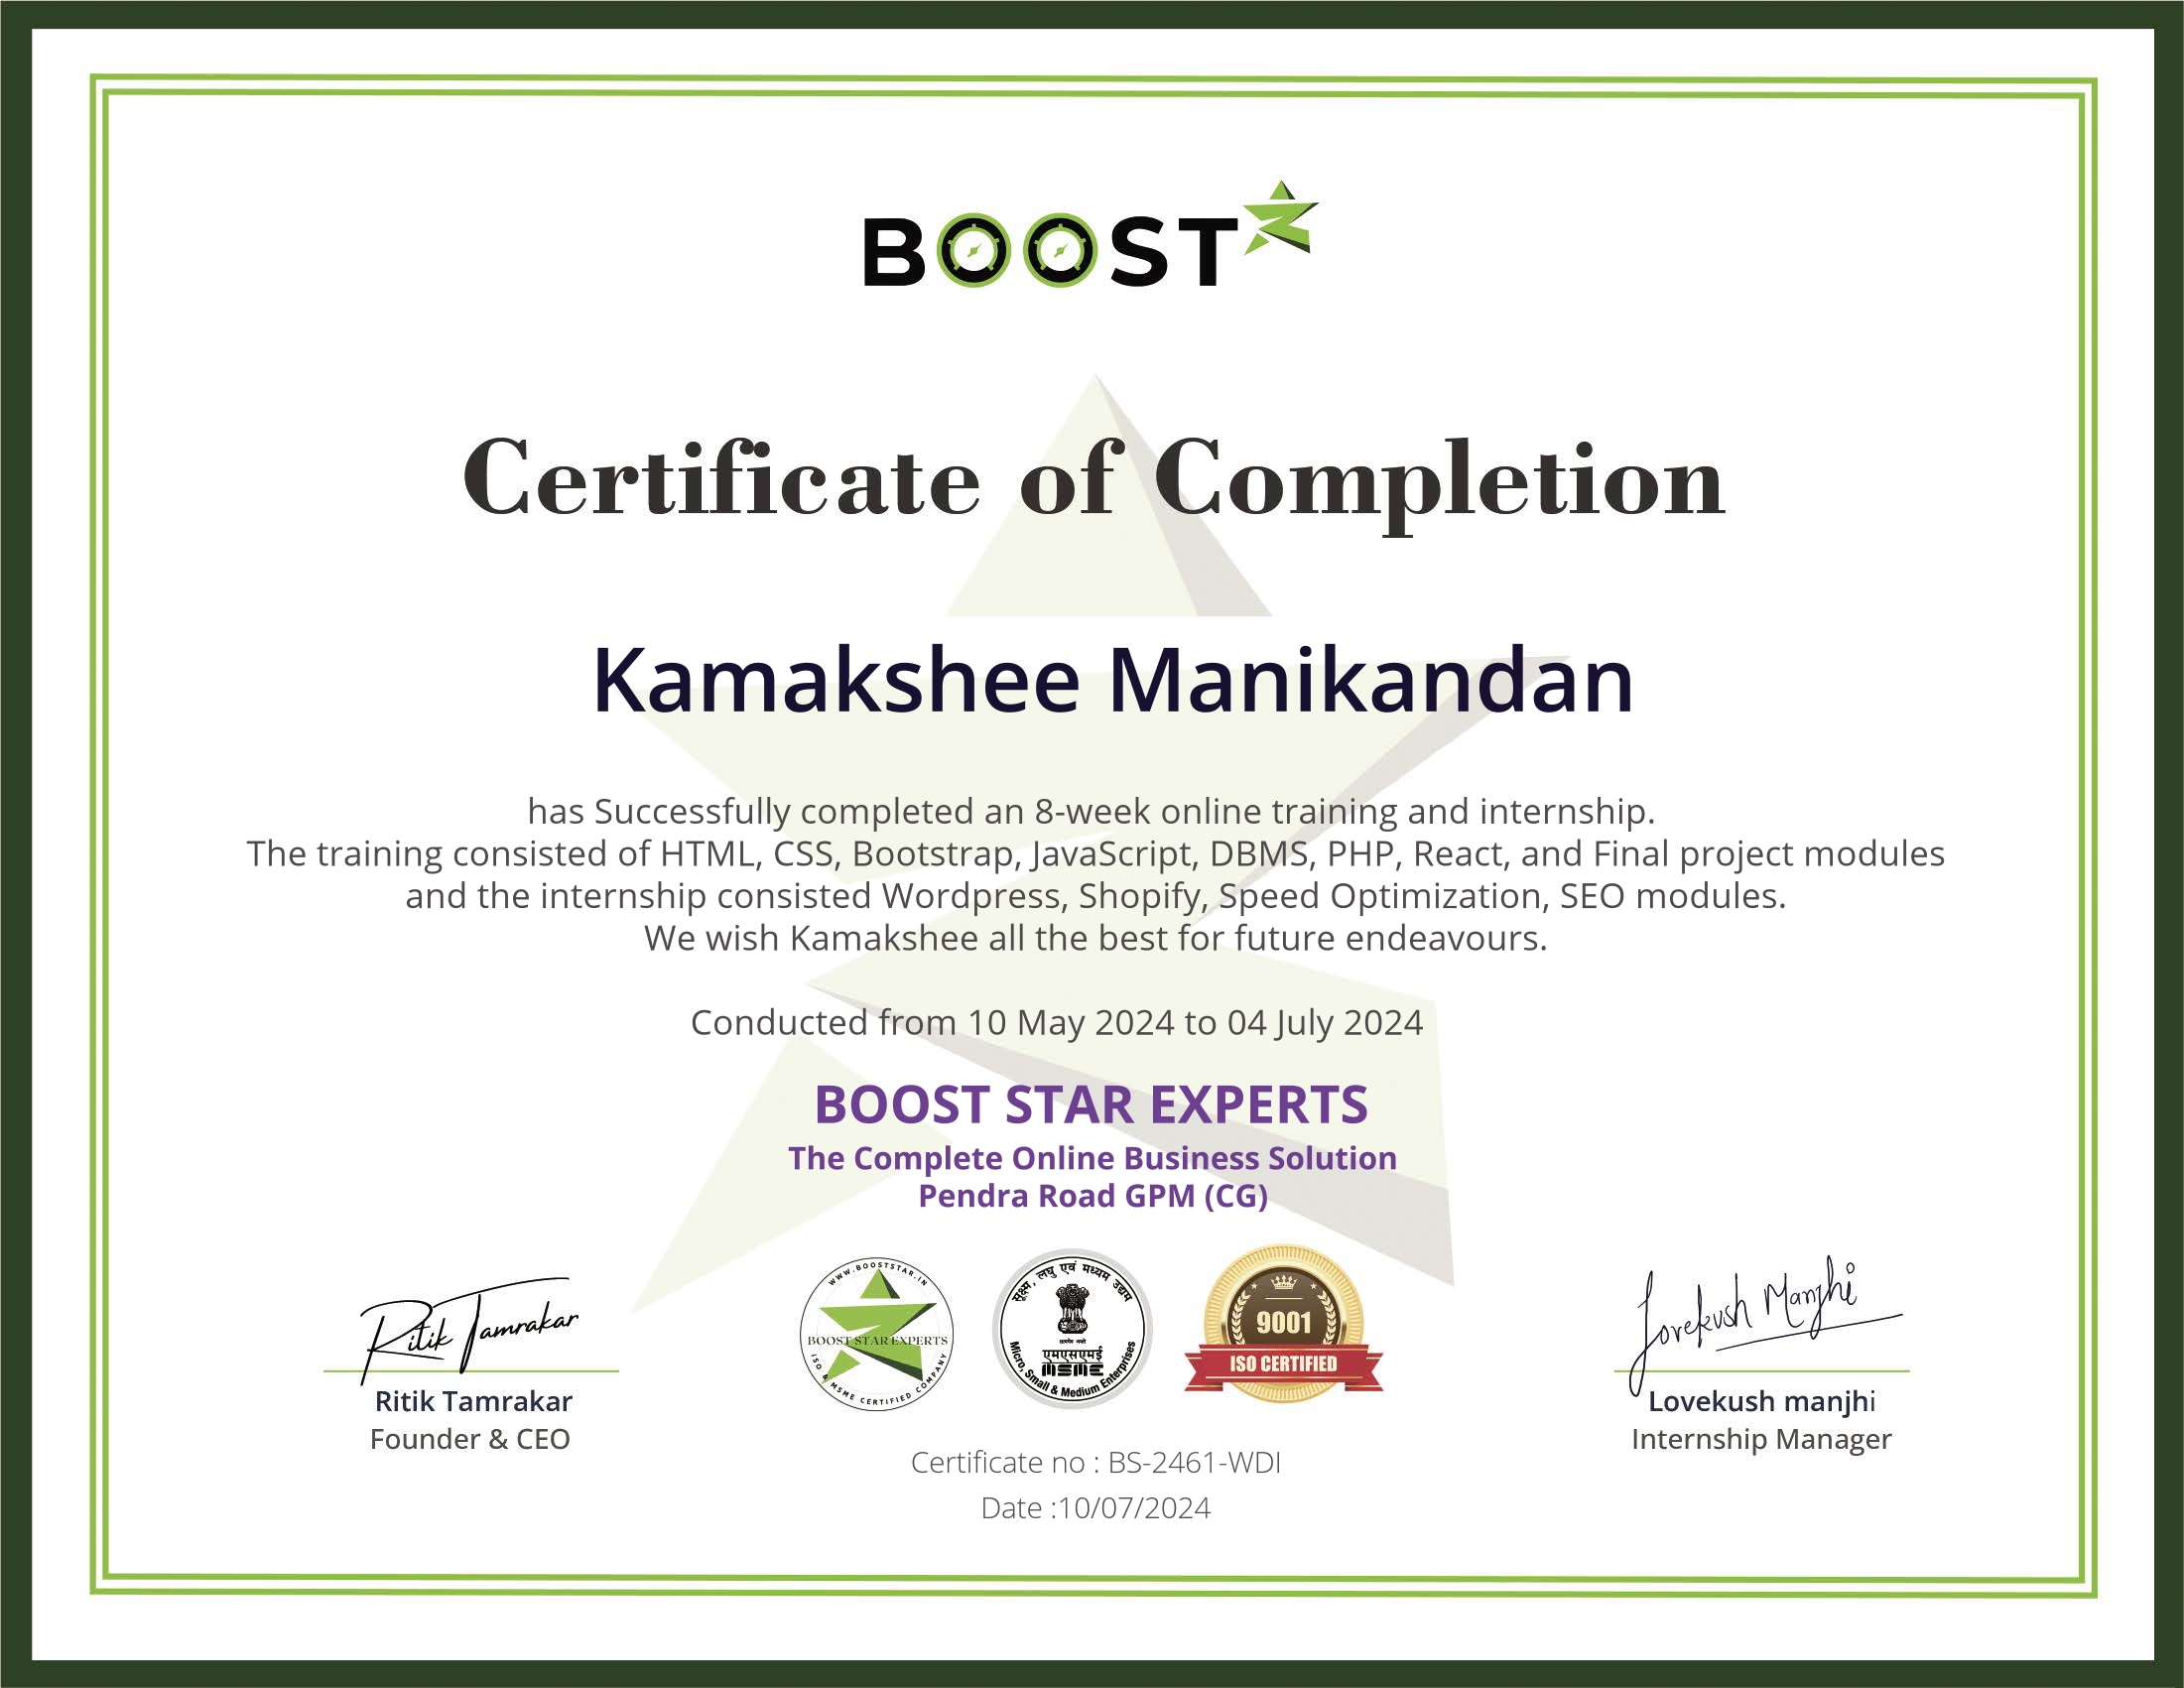 BOOST
Certificate of Completion
Kamakshee Manikandan
has Successfully completed an 8-week online training and internship.
The training consisted of HTML, CSS, Bootstrap, JavaScript, DBMS, PHP, React, and Final project modules
and the internship consisted Wordpress, Shopify, Speed Optimization, SEO modules.
We wish Kamakshee all the best for future endeavours.
Conducted from 10 May 2024 to 04 July 2024
BOOST STAR EXPERTS
The Complete Online Business Solution
Pendra Road GPM (CG)
Ritik Tamrakar
Ritik Tamrakar
Founder & CEO
WWW.BOOSTSTAR.IN
BOOST STAR EXPERTS
ISO & MSME CERTIFIED COMPANY
सूक्ष्म, लघु एवं मध्यम उद्यम
सत्यमेव जयते
एमएसएमई
MSME
Micro, Small & Medium Enterprises
9001
ISO CERTIFIED
Lovekush Manjhi
Lovekush manjhi
Internship Manager
Certificate no : BS-2461-WDI
Date :10/07/2024